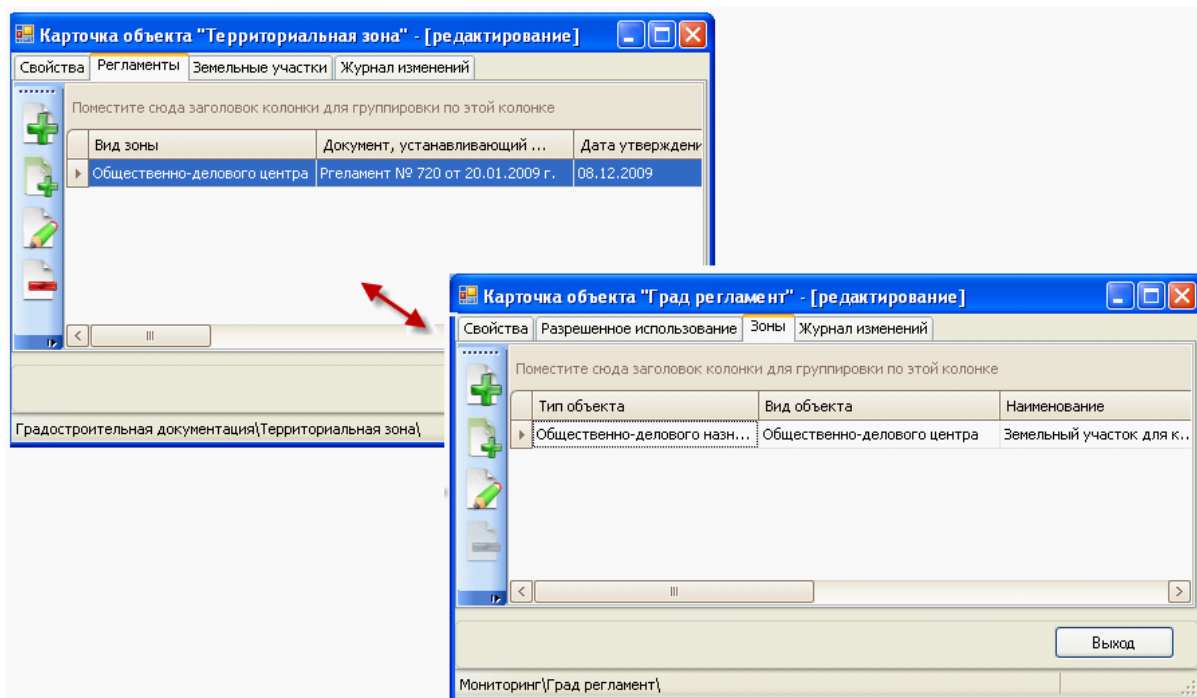 Карточка объекта "Территориальная зона" - [редактирование]
Свойства Регламенты Земельные участки Журнал изменений
Поместите сюда заголовок колонки для группировки по этой колонке
Вид зоны Документ, устанавливающий ... Дата утверждени
Общественно-делового центра Ргеламент № 720 от 20.01.2009 г. 08.12.2009
Градостроительная документация\Территориальная зона\
Карточка объекта "Град регламент" - [редактирование]
Свойства Разрешенное использование Зоны Журнал изменений
Поместите сюда заголовок колонки для группировки по этой колонке
Тип объекта Вид объекта Наименование
Общественно-делового назн... Общественно-делового центра Земельный участок для к..
Выход
Мониторинг\Град регламент\